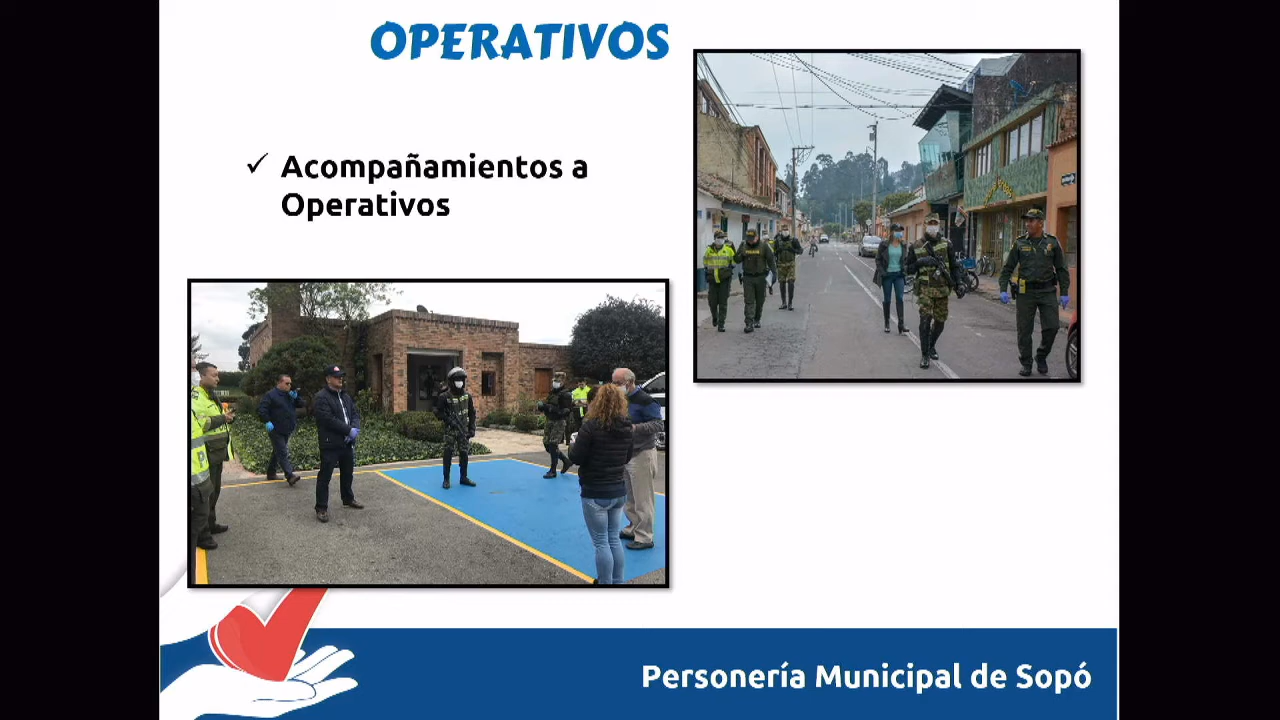 OPERATIVOS
✓ Acompañamientos a
Operativos
Personería Municipal de Sopó